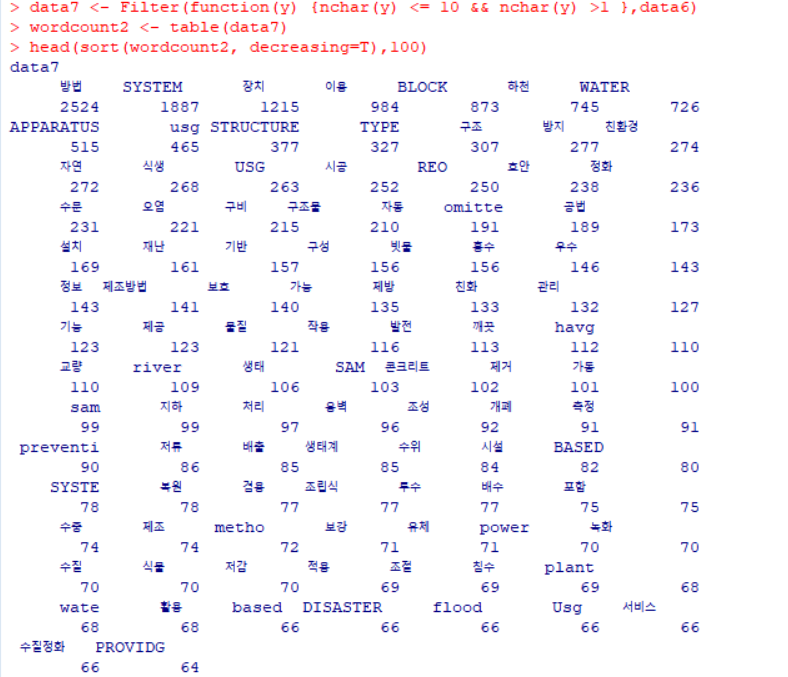 > data7 <- Filter(function(y) {nchar(y) <= 10 && nchar(y) >1 },data6)
> wordcount2 <- table(data7)
> head(sort(wordcount2, decreasing=T),100)
data7
방법 SYSTEM 장치 이용 BLOCK 하천 WATER
2524 1887 1215 984 873 745 726
APPARATUS usg STRUCTURE TYPE 구조 방지 친환경
515 465 377 327 307 277 274
자연 식생 USG 시공 REO 호안 정화
272 268 263 252 250 238 236
수문 오염 구비 구조물 자동 omitte 공법
231 221 215 210 191 189 173
설치 재난 기반 구성 빗물 홍수 우수
169 161 157 156 156 146 143
정보 제조방법 보호 가능 제방 친화 관리
143 141 140 135 133 132 127
기능 제공 물질 작용 발전 깨끗 havg
123 123 121 116 113 112 110
교량 river 생태 SAM 콘크리트 제거 가동
110 109 106 103 102 101 100
sam 지하 처리 옹벽 조성 개폐 측정
99 99 97 96 92 91 91
preventi 저류 배출 생태계 수위 시설 BASED
90 86 85 85 84 82 80
SYSTE 복원 겸용 조립식 투수 배수 포함
78 78 77 77 77 75 75
수중 제조 metho 보강 유체 power 녹화
74 74 72 71 71 70 70
수질 식물 저감 적용 조절 침수 plant
70 70 70 69 69 69 68
wate 활용 based DISASTER flood Usg 서비스
68 68 66 66 66 66 66
수질정화 PROVIDG
66 64